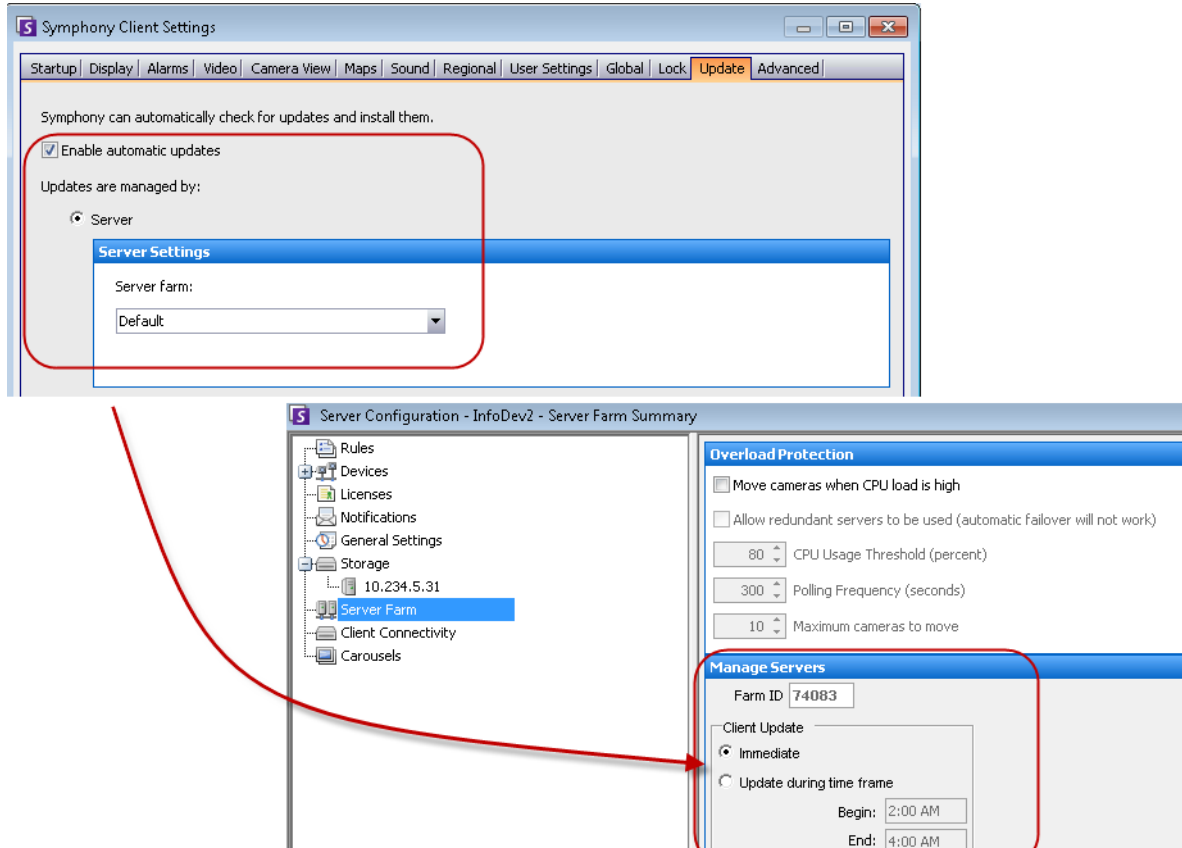 Symphony Client Settings
Startup Display Alarms Video Camera View Maps Sound Regional User Settings Global Lock Update Advanced
Symphony can automatically check for updates and install them.
Enable automatic updates
Updates are managed by:
Server
Server Settings
Server farm:
Default
Server Configuration - InfoDev2 - Server Farm Summary
Rules
Devices
Licenses
Notifications
General Settings
Storage
10.234.5.31
Server Farm
Client Connectivity
Carousels
Overload Protection
Move cameras when CPU load is high
Allow redundant servers to be used (automatic failover will not work)
80 CPU Usage Threshold (percent)
300 Polling Frequency (seconds)
10 Maximum cameras to move
Manage Servers
Farm ID 74083
Client Update
Immediate
Update during time frame
Begin: 2:00 AM
End: 4:00 AM